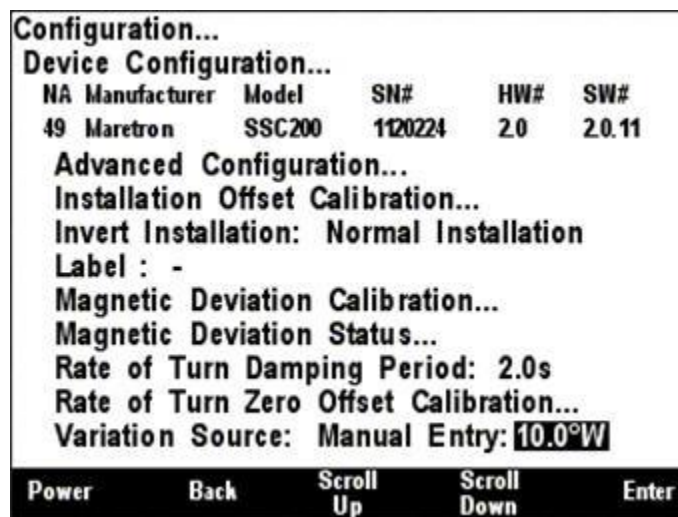 Configuration...
Device Configuration...
NA Manufacturer Model SN# HW# SW#
49 Maretron SSC200 1120224 2.0 2.0.11
Advanced Configuration...
Installation Offset Calibration...
Invert Installation: Normal Installation
Label : -
Magnetic Deviation Calibration...
Magnetic Deviation Status...
Rate of Turn Damping Period: 2.0s
Rate of Turn Zero Offset Calibration...
Variation Source: Manual Entry: 10.0°W
Power Back Scroll Up Scroll Down Enter